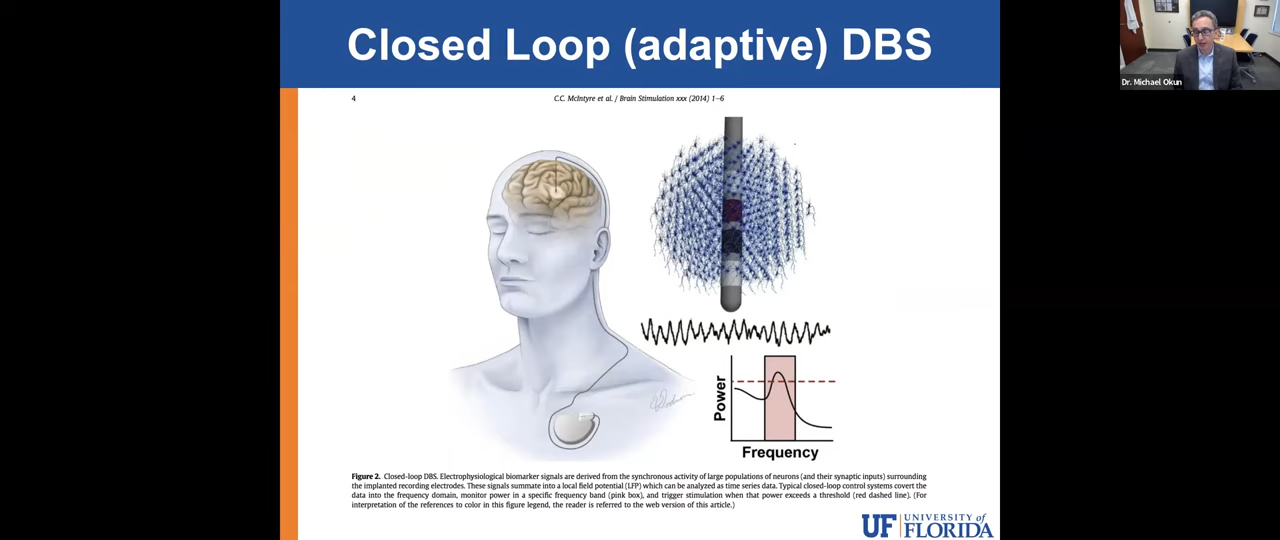 Closed Loop (adaptive) DBS
Dr. Michael Okun
4
C.C. McIntyre et al. / Brain Stimulation xxx (2014) 1–6
Power
Frequency
Figure 2. Closed-loop DBS. Electrophysiological biomarker signals are derived from the synchronous activity of large populations of neurons (and their synaptic inputs) surrounding
the implanted recording electrodes. These signals summate into a local field potential (LFP) which can be analyzed as time series data. Typical closed-loop control systems covert the
data into the frequency domain, monitor power in a specific frequency band (pink box), and trigger stimulation when that power exceeds a threshold (red dashed line). (For
interpretation of the references to color in this figure legend, the reader is referred to the web version of this article.)
UF UNIVERSITY of
FLORIDA